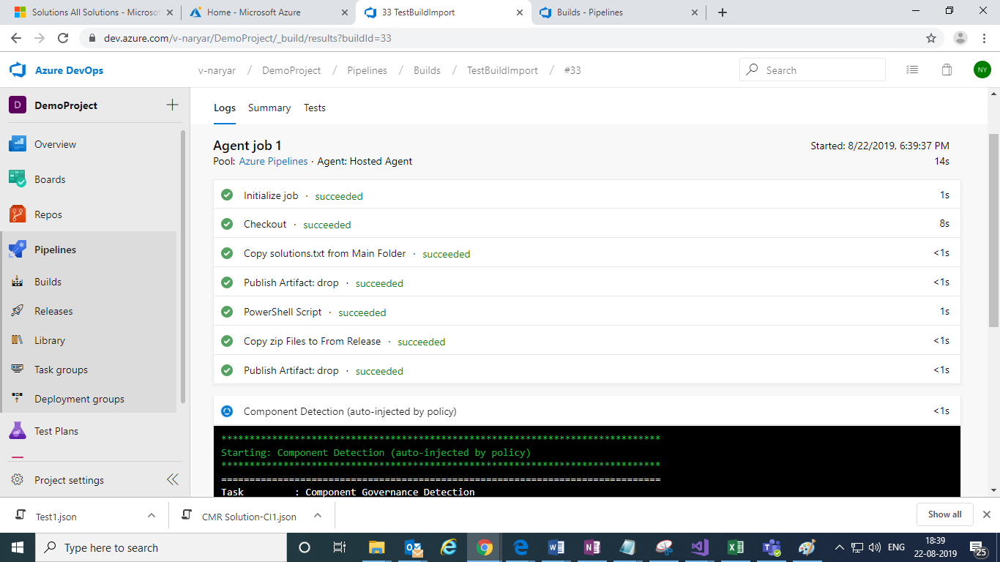 Solutions All Solutions - Microso
Home - Microsoft Azure
33 TestBuildImport
Builds - Pipelines
dev.azure.com/v-naryar/DemoProject/_build/results?buildId=33
Azure DevOps
v-naryar / DemoProject / Pipelines / Builds / TestBuildImport / #33
Search
NY
D
DemoProject
Overview
Boards
Repos
Pipelines
Builds
Releases
Library
Task groups
Deployment groups
Test Plans
Project settings
Logs Summary Tests
Agent job 1
Started: 8/22/2019, 6:39:37 PM
Pool: Azure Pipelines · Agent: Hosted Agent
14s
Initialize job · succeeded 1s
Checkout · succeeded 8s
Copy solutions.txt from Main Folder · succeeded <1s
Publish Artifact: drop · succeeded <1s
PowerShell Script · succeeded 1s
Copy zip Files to From Release · succeeded <1s
Publish Artifact: drop · succeeded <1s
Component Detection (auto-injected by policy) <1s
******************************************************************************
Starting: Component Detection (auto-injected by policy)
******************************************************************************
==============================================================================
Task : Component Governance Detection
Test1.json
CMR Solution-CI1.json
Show all
Type here to search
ENG
18:39
22-08-2019
25